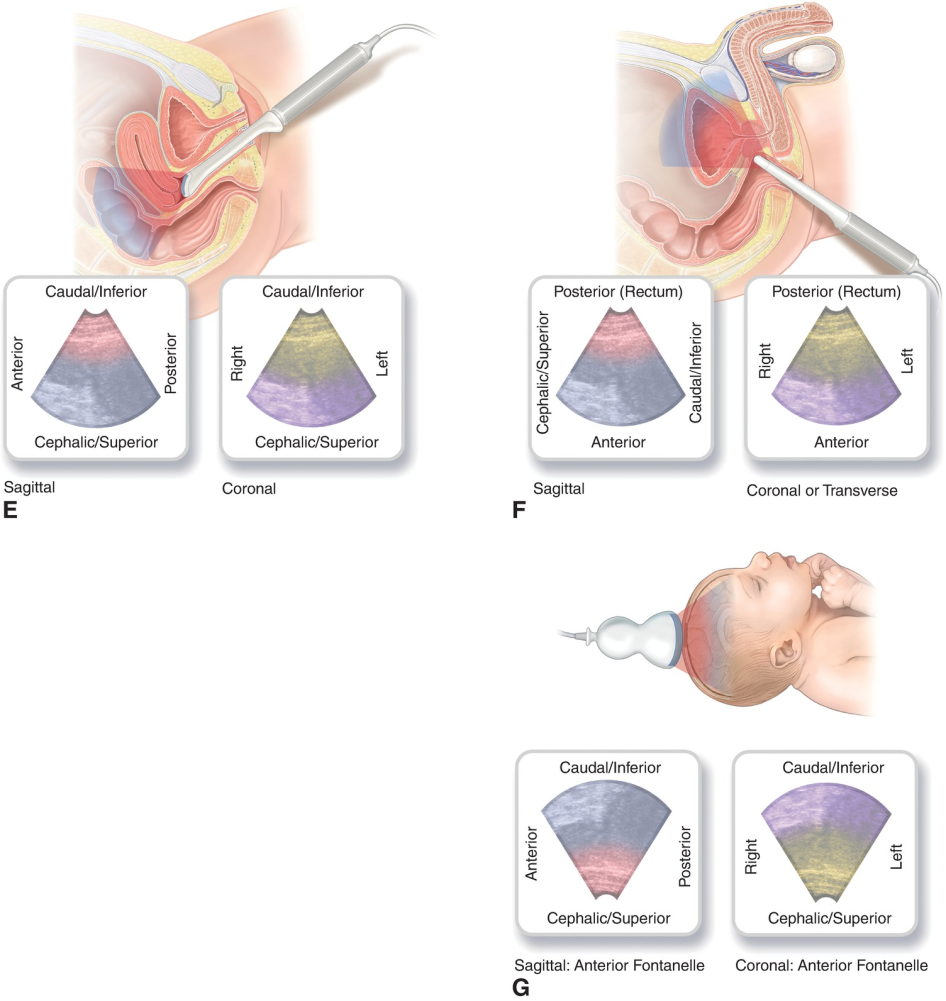 Caudal/Inferior
Anterior
Posterior
Cephalic/Superior
Sagittal
Caudal/Inferior
Right
Left
Cephalic/Superior
Coronal
E
Posterior (Rectum)
Cephalic/Superior
Caudal/Inferior
Anterior
Sagittal
Posterior (Rectum)
Right
Left
Anterior
Coronal or Transverse
F
Caudal/Inferior
Anterior
Posterior
Cephalic/Superior
Sagittal: Anterior Fontanelle
Caudal/Inferior
Right
Left
Cephalic/Superior
Coronal: Anterior Fontanelle
G